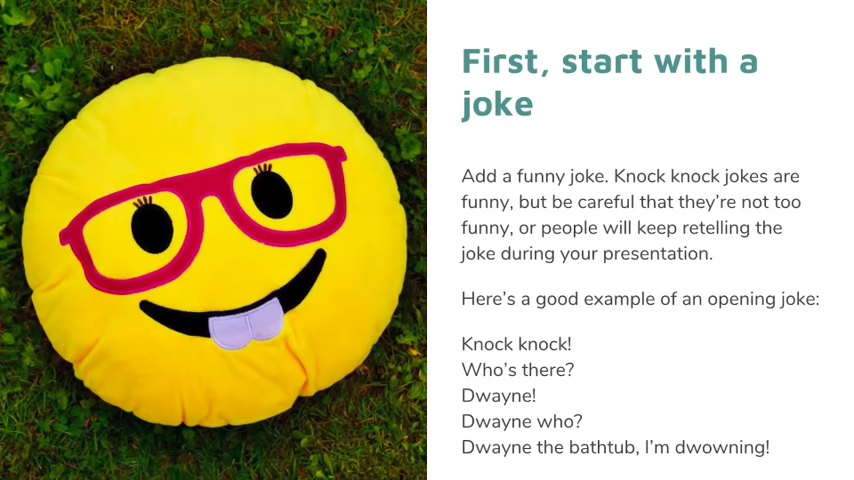 First, start with a
joke
Add a funny joke. Knock knock jokes are
funny, but be careful that they’re not too
funny, or people will keep retelling the
joke during your presentation.
Here’s a good example of an opening joke:
Knock knock!
Who’s there?
Dwayne!
Dwayne who?
Dwayne the bathtub, I’m dwowning!